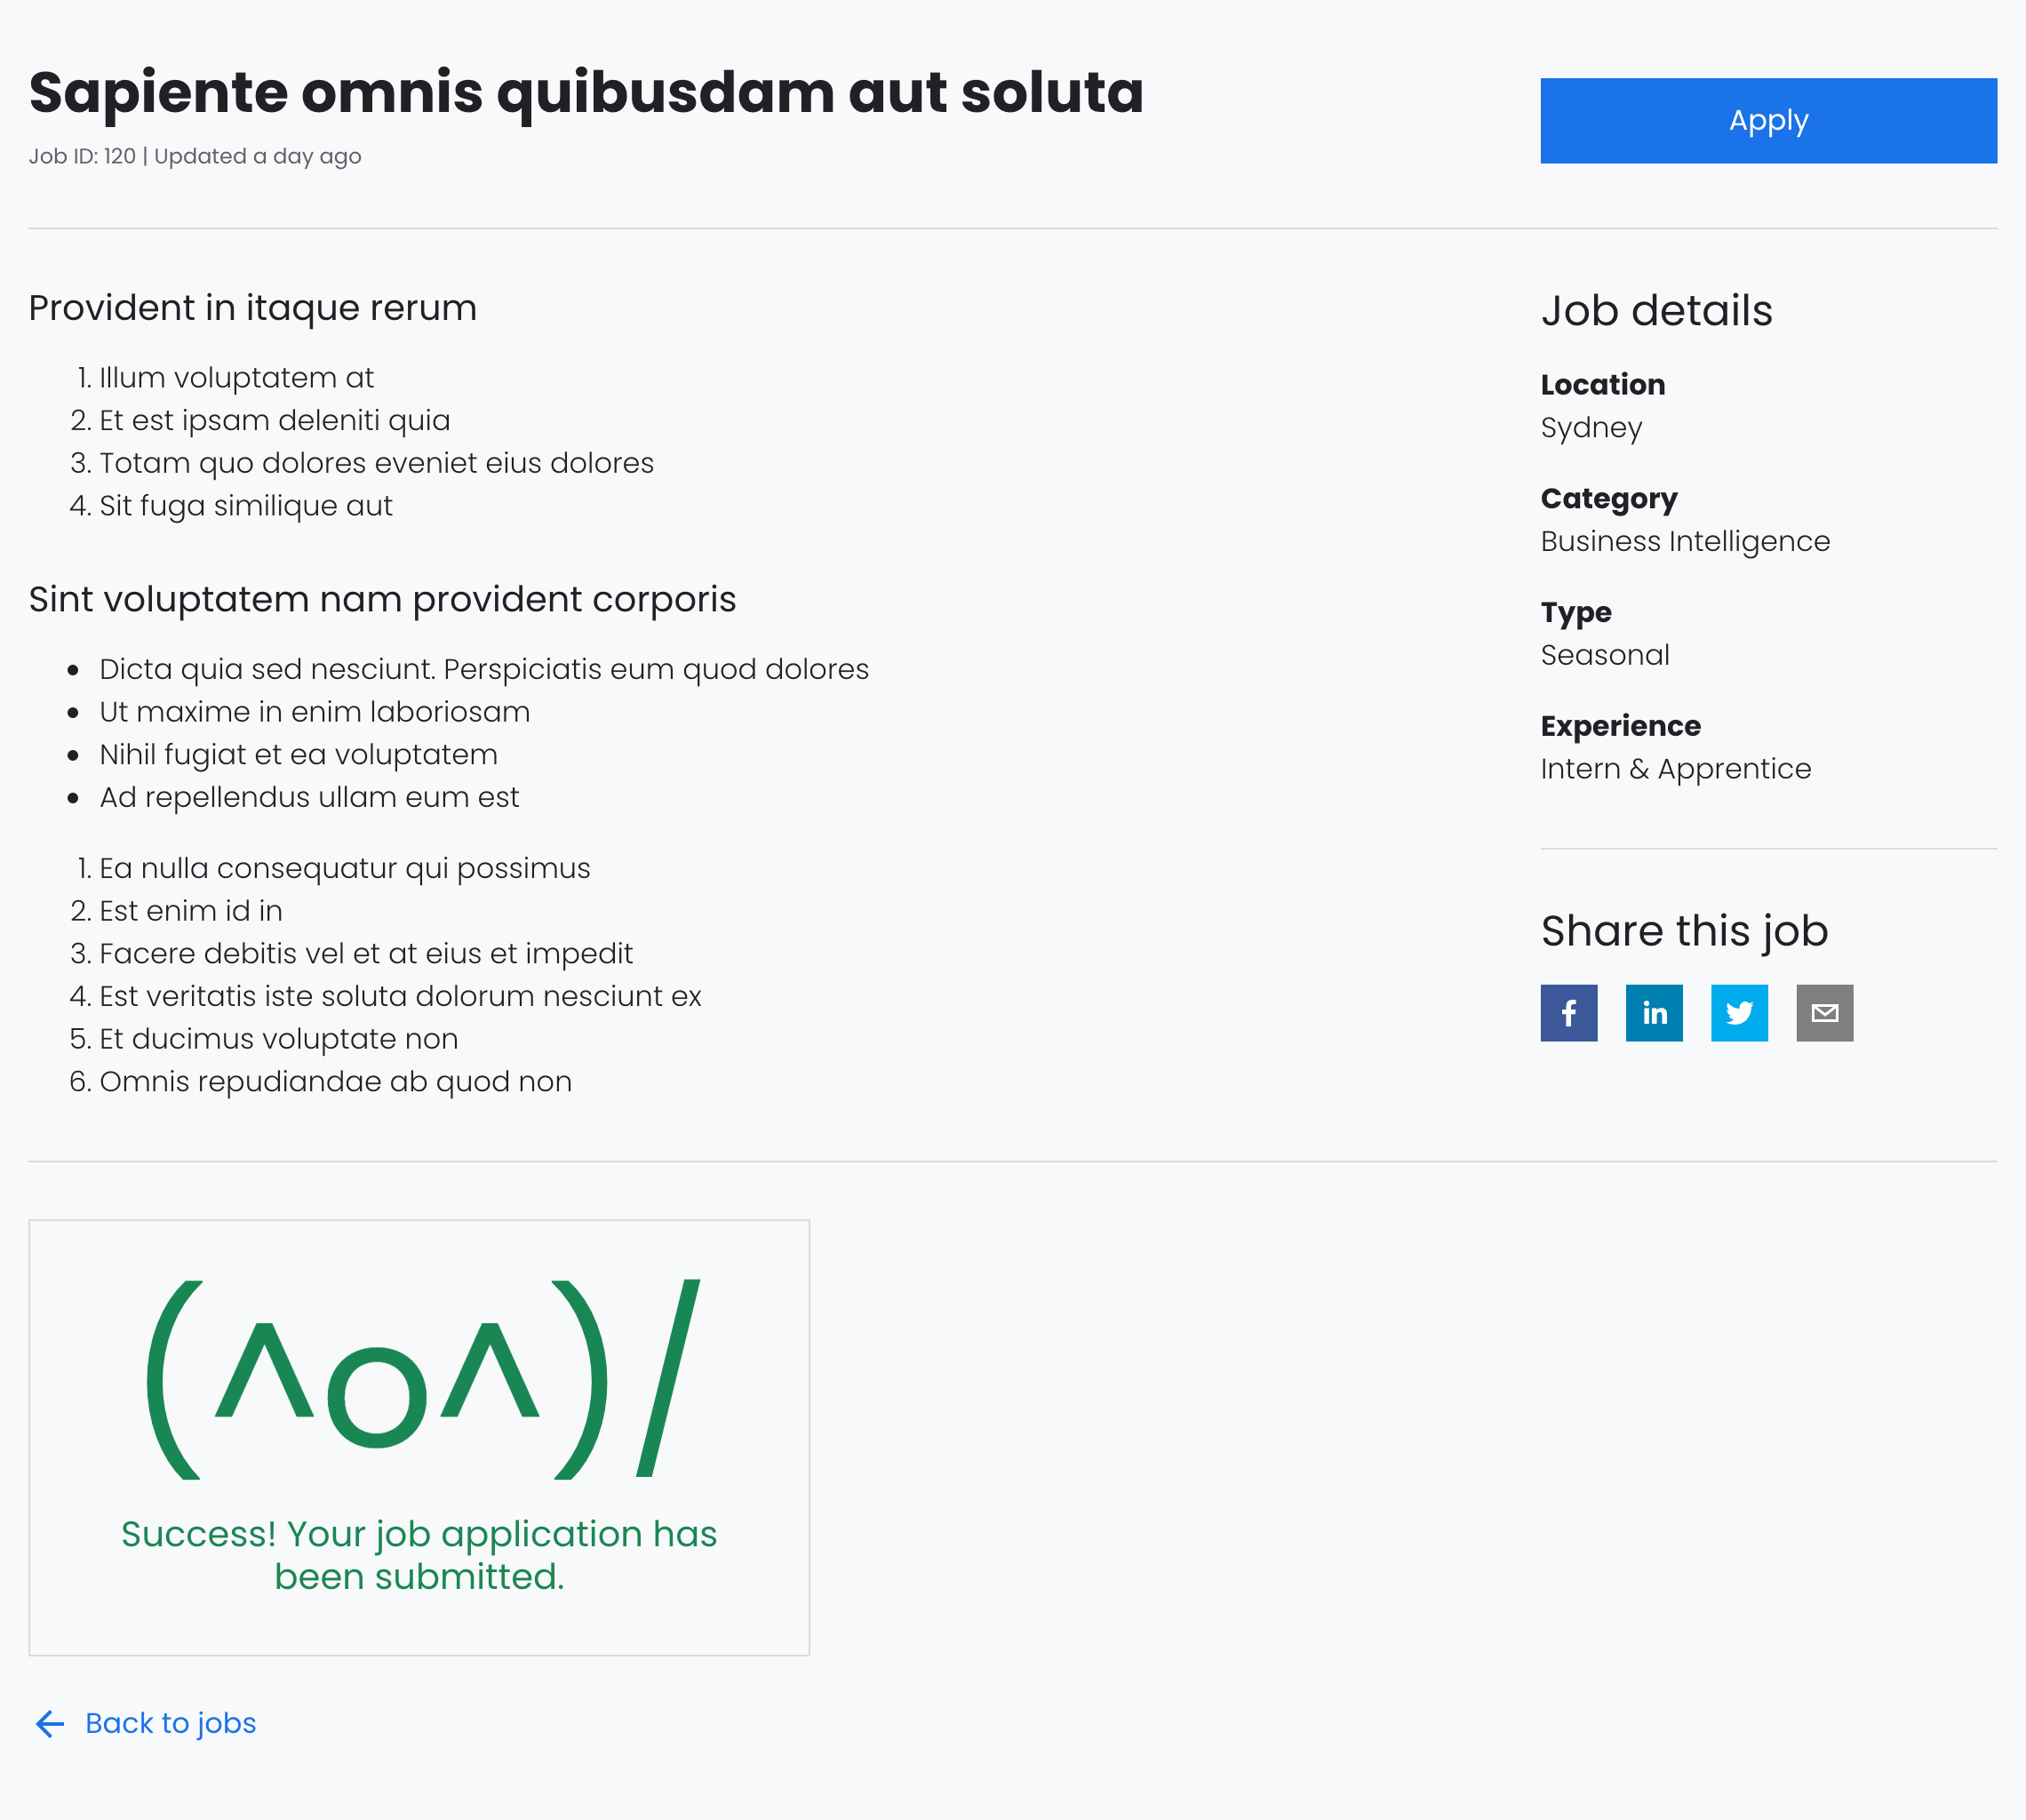 Sapiente omnis quibusdam aut soluta
Job ID: 120 | Updated a day ago
Apply
Provident in itaque rerum
1. Illum voluptatem at
2. Et est ipsam deleniti quia
3. Totam quo dolores eveniet eius dolores
4. Sit fuga similique aut
Sint voluptatem nam provident corporis
• Dicta quia sed nesciunt. Perspiciatis eum quod dolores
• Ut maxime in enim laboriosam
• Nihil fugiat et ea voluptatem
• Ad repellendus ullam eum est
1. Ea nulla consequatur qui possimus
2. Est enim id in
3. Facere debitis vel et at eius et impedit
4. Est veritatis iste soluta dolorum nesciunt ex
5. Et ducimus voluptate non
6. Omnis repudiandae ab quod non
Job details
Location
Sydney
Category
Business Intelligence
Type
Seasonal
Experience
Intern & Apprentice
Share this job
f
in
(^o^)/
Success! Your job application has
been submitted.
← Back to jobs